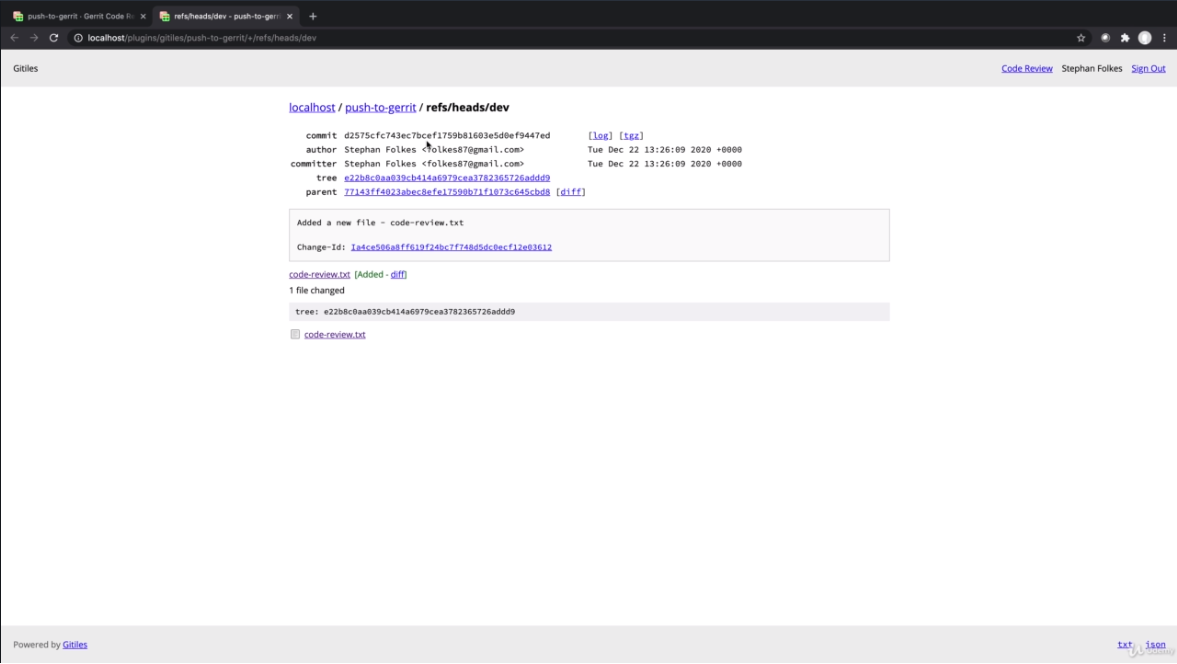 push-to-gerrit · Gerrit Code Re
refs/heads/dev - push-to-gerri
localhost/plugins/gitiles/push-to-gerrit/+/refs/heads/dev
Gitiles
Code Review Stephan Folkes Sign Out
localhost / push-to-gerrit / refs/heads/dev
commit d2575cfc743ec7bcef1759b81603e5d0ef9447ed [log] [tgz]
author Stephan Folkes <folkes87@gmail.com> Tue Dec 22 13:26:09 2020 +0000
committer Stephan Folkes <folkes87@gmail.com> Tue Dec 22 13:26:09 2020 +0000
tree e22b8c0aa039cb414a6979cea3782365726addd9
parent 77143ff4023abec8efe17590b71f1073c645cbd8 [diff]
Added a new file - code-review.txt
Change-Id: Ia4ce506a8ff619f24bc7f748d5dc0ecf12e03612
code-review.txt [Added - diff]
1 file changed
tree: e22b8c0aa039cb414a6979cea3782365726addd9
code-review.txt
Powered by Gitiles
txt json
Udemy